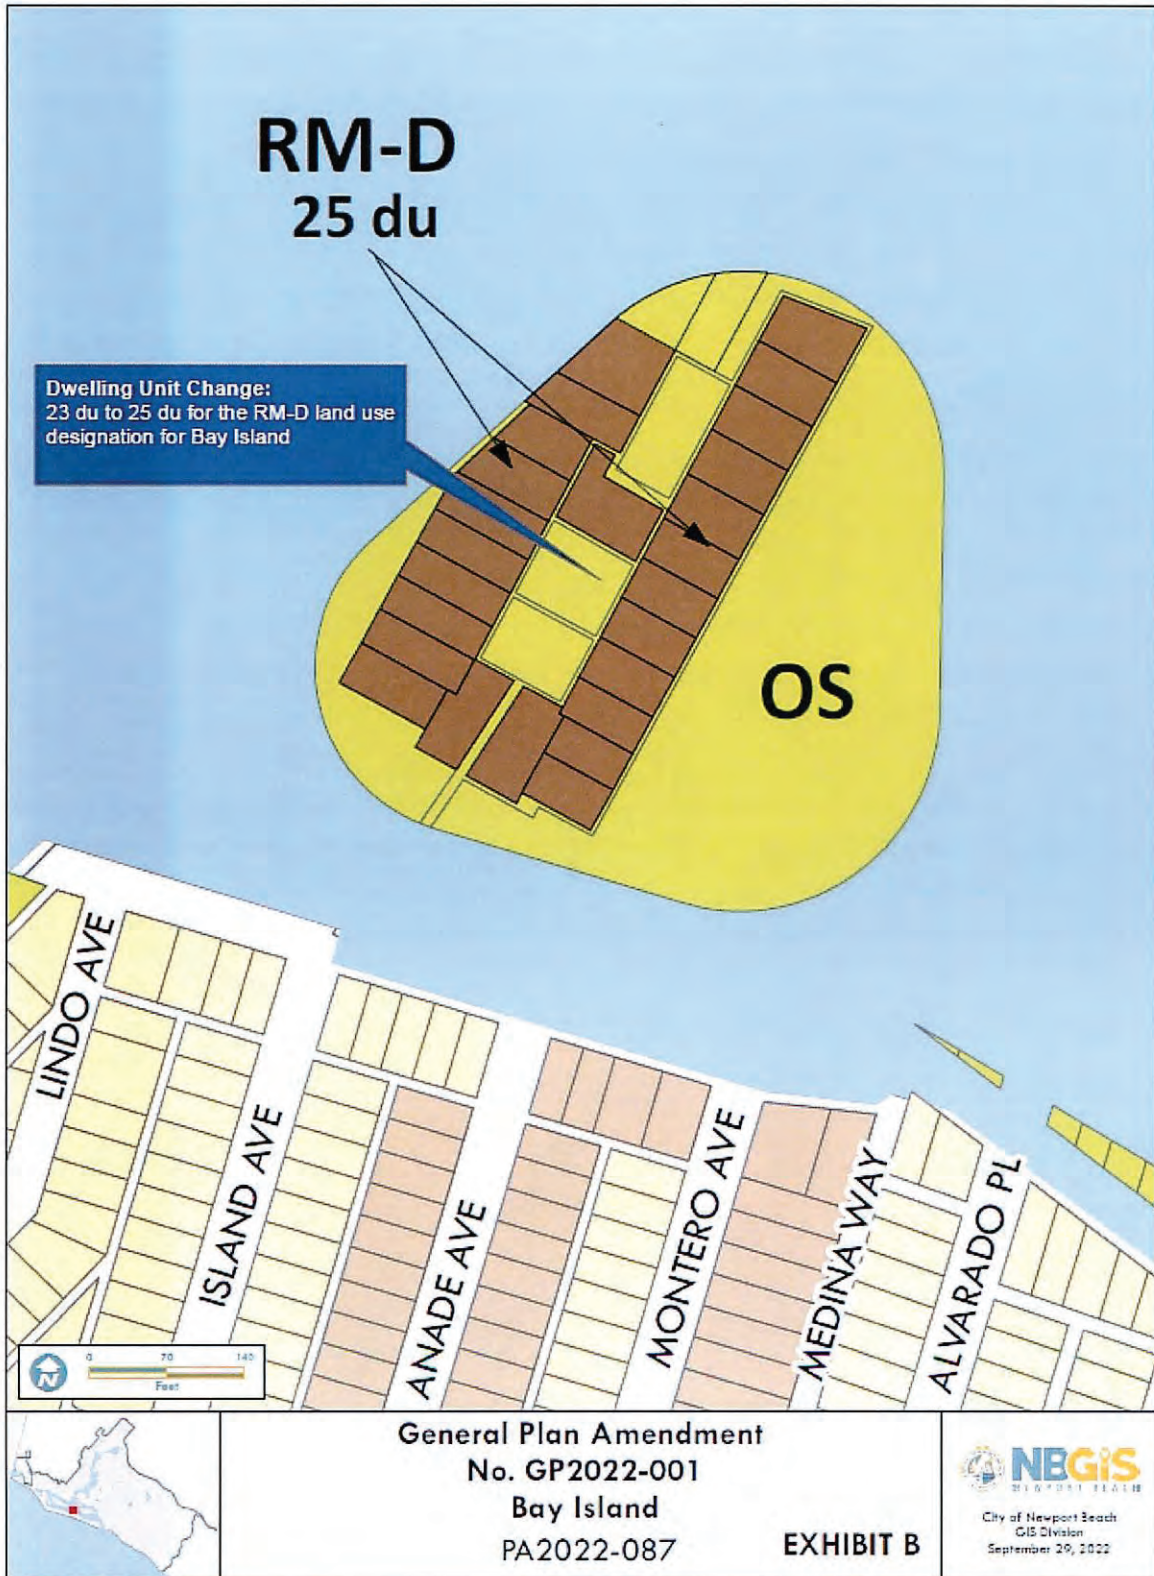 RM-D
25 du
Dwelling Unit Change:
23 du to 25 du for the RM-D land use
designation for Bay Island
OS
LINDO AVE
ISLAND AVE
ANADE AVE
MONTERO AVE
MEDINA WAY
ALVARADO PL
N
0 70 140
Feet
General Plan Amendment
No. GP2022-001
Bay Island
PA2022-087
EXHIBIT B
NBGIS
NEWPORT BEACH
City of Newport Beach
GIS Division
September 29, 2022